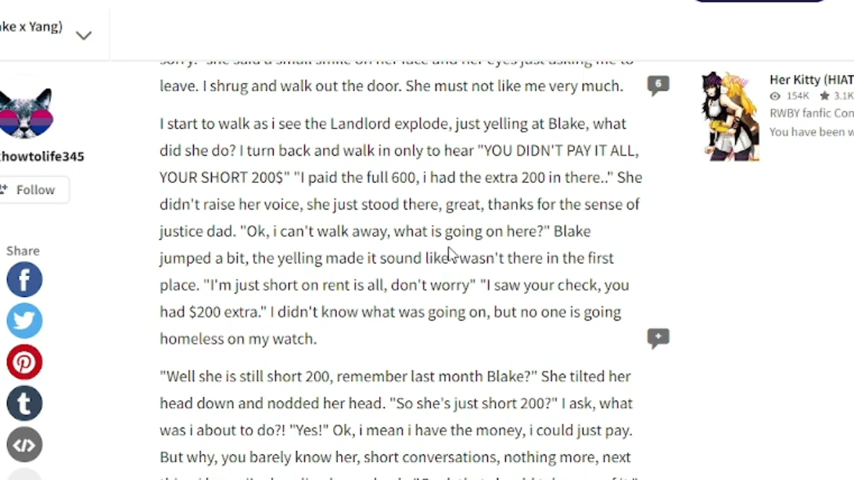 ake x Yang)
howtolife345
Follow
Share
sorry." she said a small smile on her face and her eyes just asking me to
leave. I shrug and walk out the door. She must not like me very much.
6
I start to walk as i see the Landlord explode, just yelling at Blake, what
did she do? I turn back and walk in only to hear "YOU DIDN'T PAY IT ALL,
YOUR SHORT 200$" "I paid the full 600, i had the extra 200 in there.." She
didn't raise her voice, she just stood there, great, thanks for the sense of
justice dad. "Ok, i can't walk away, what is going on here?" Blake
jumped a bit, the yelling made it sound like wasn't there in the first
place. "I'm just short on rent is all, don't worry" "I saw your check, you
had $200 extra." I didn't know what was going on, but no one is going
homeless on my watch.
+
"Well she is still short 200, remember last month Blake?" She tilted her
head down and nodded her head. "So she's just short 200?" I ask, what
was i about to do?! "Yes!" Ok, i mean i have the money, i could just pay.
But why, you barely know her, short conversations, nothing more, next
Her Kitty (HIAT
154K 3.1K
RWBY fanfic Con
You have been w